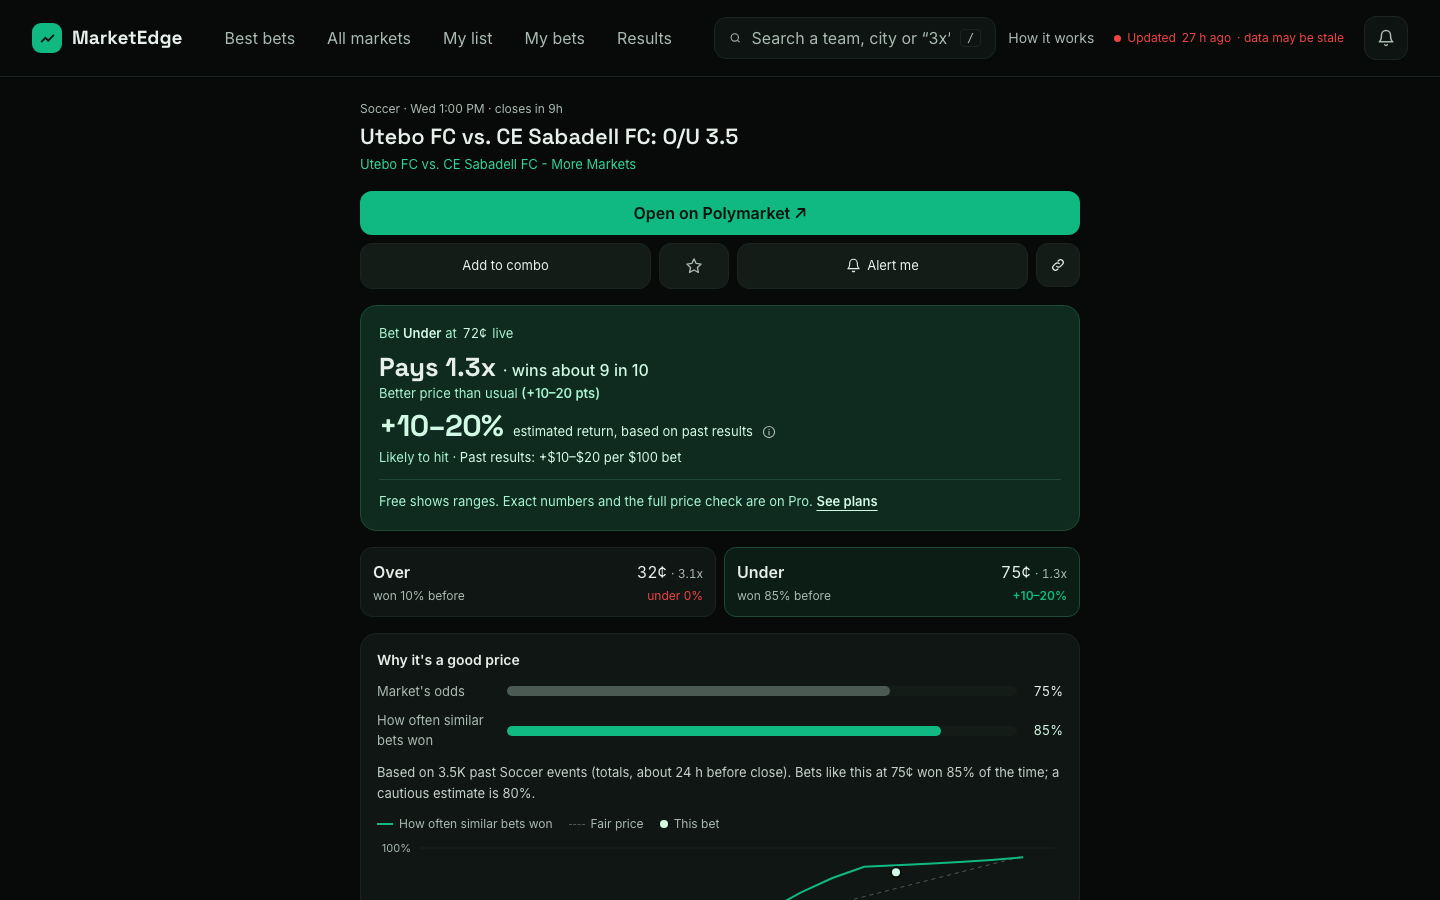 MarketEdge
Best bets
All markets
My list
My bets
Results
Search a team, city or “3x’
/
How it works
Updated 27 h ago · data may be stale
Soccer · Wed 1:00 PM · closes in 9h
Utebo FC vs. CE Sabadell FC: O/U 3.5
Utebo FC vs. CE Sabadell FC - More Markets
Open on Polymarket ↗
Add to combo
Alert me
Bet Under at 72¢ live
Pays 1.3x · wins about 9 in 10
Better price than usual (+10–20 pts)
+10–20% estimated return, based on past results
Likely to hit · Past results: +$10–$20 per $100 bet
Free shows ranges. Exact numbers and the full price check are on Pro. See plans
Over 32¢ · 3.1x
won 10% before under 0%
Under 75¢ · 1.3x
won 85% before +10–20%
Why it's a good price
Market's odds 75%
How often similar
bets won 85%
Based on 3.5K past Soccer events (totals, about 24 h before close). Bets like this at 75¢ won 85% of the time; a
cautious estimate is 80%.
How often similar bets won
Fair price
This bet
100%